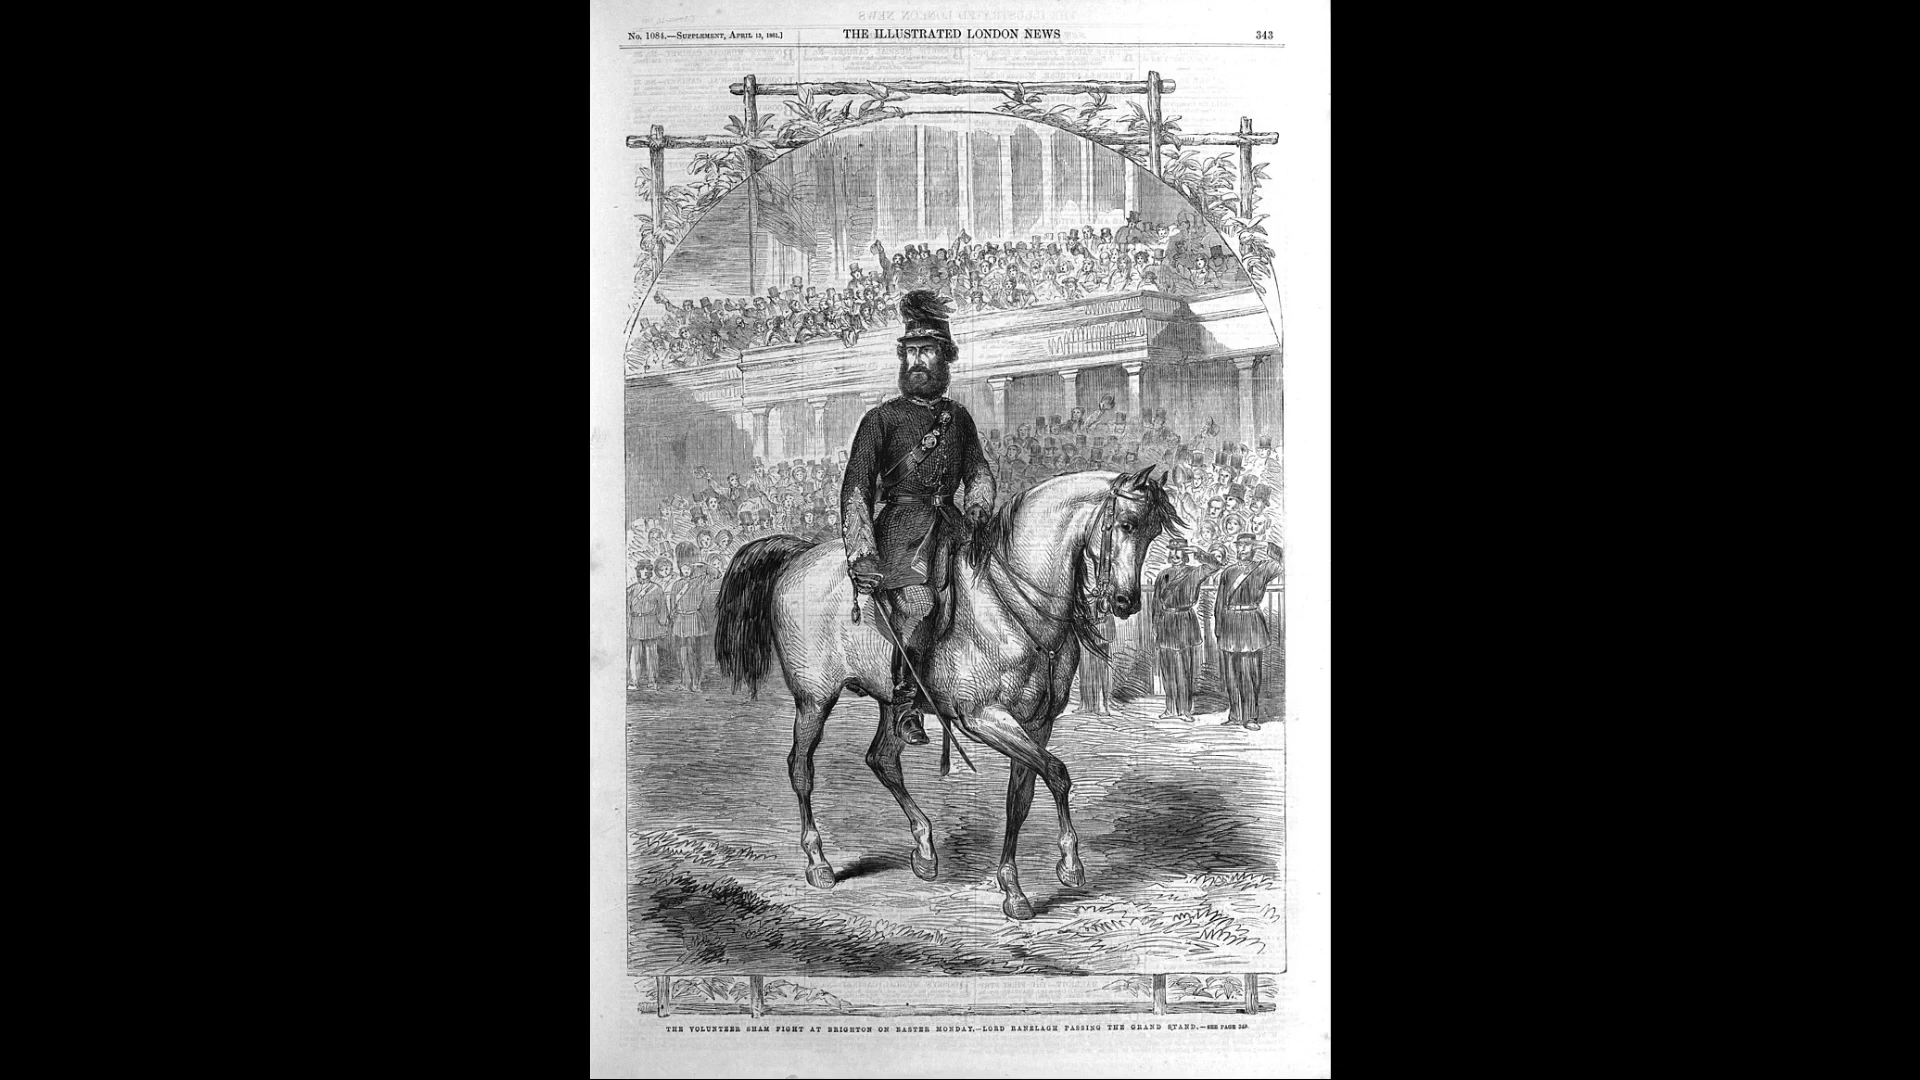 No. 1084.—Supplement, April 13, 1861.]
THE ILLUSTRATED LONDON NEWS
343
THE VOLUNTEER SHAM FIGHT AT BRIGHTON ON EASTER MONDAY.—LORD RANELAGH PASSING THE GRAND STAND.—SEE PAGE